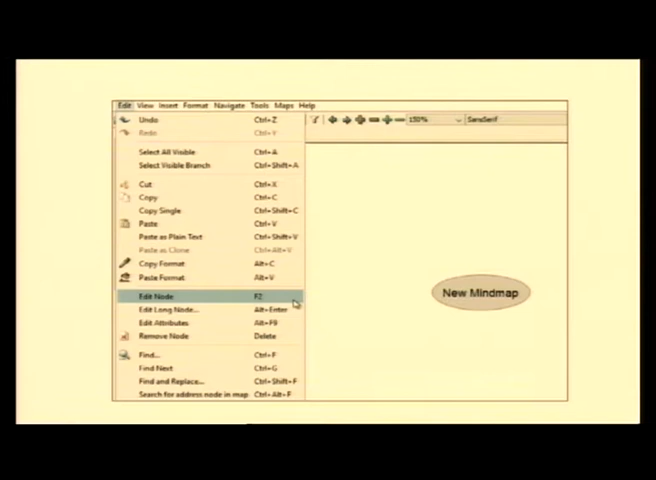 Edit View Insert Format Navigate Tools Maps Help
Undo Ctrl+Z
150% SansSerif
Redo Ctrl+Y
Select All Visible Ctrl+A
Select Visible Branch Ctrl+Shift+A
Cut Ctrl+X
Copy Ctrl+C
Copy Single Ctrl+Shift+C
Paste Ctrl+V
Paste as Plain Text Ctrl+Shift+V
Paste as Clone Ctrl+Alt+V
Copy Format Alt+C
Paste Format Alt+V
Edit Node F2
New Mindmap
Edit Long Node... Alt+Enter
Edit Attributes Alt+F9
Remove Node Delete
Find... Ctrl+F
Find Next Ctrl+G
Find and Replace... Ctrl+Shift+F
Search for address node in map Ctrl+Alt+F